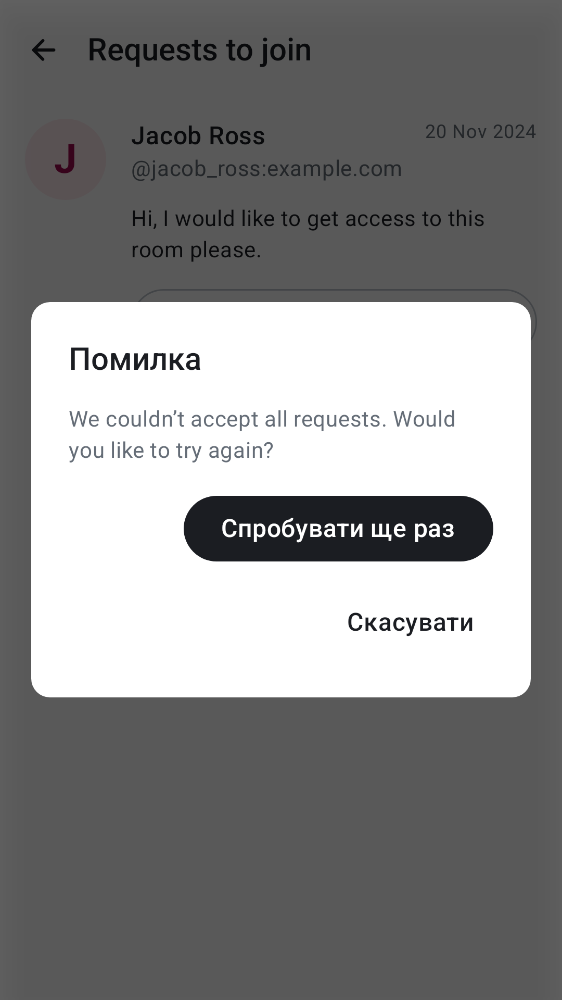 Requests to join
J
Jacob Ross
20 Nov 2024
@jacob_ross:example.com
Hi, I would like to get access to this
room please.
Помилка
We couldn’t accept all requests. Would
you like to try again?
Спробувати ще раз
Скасувати